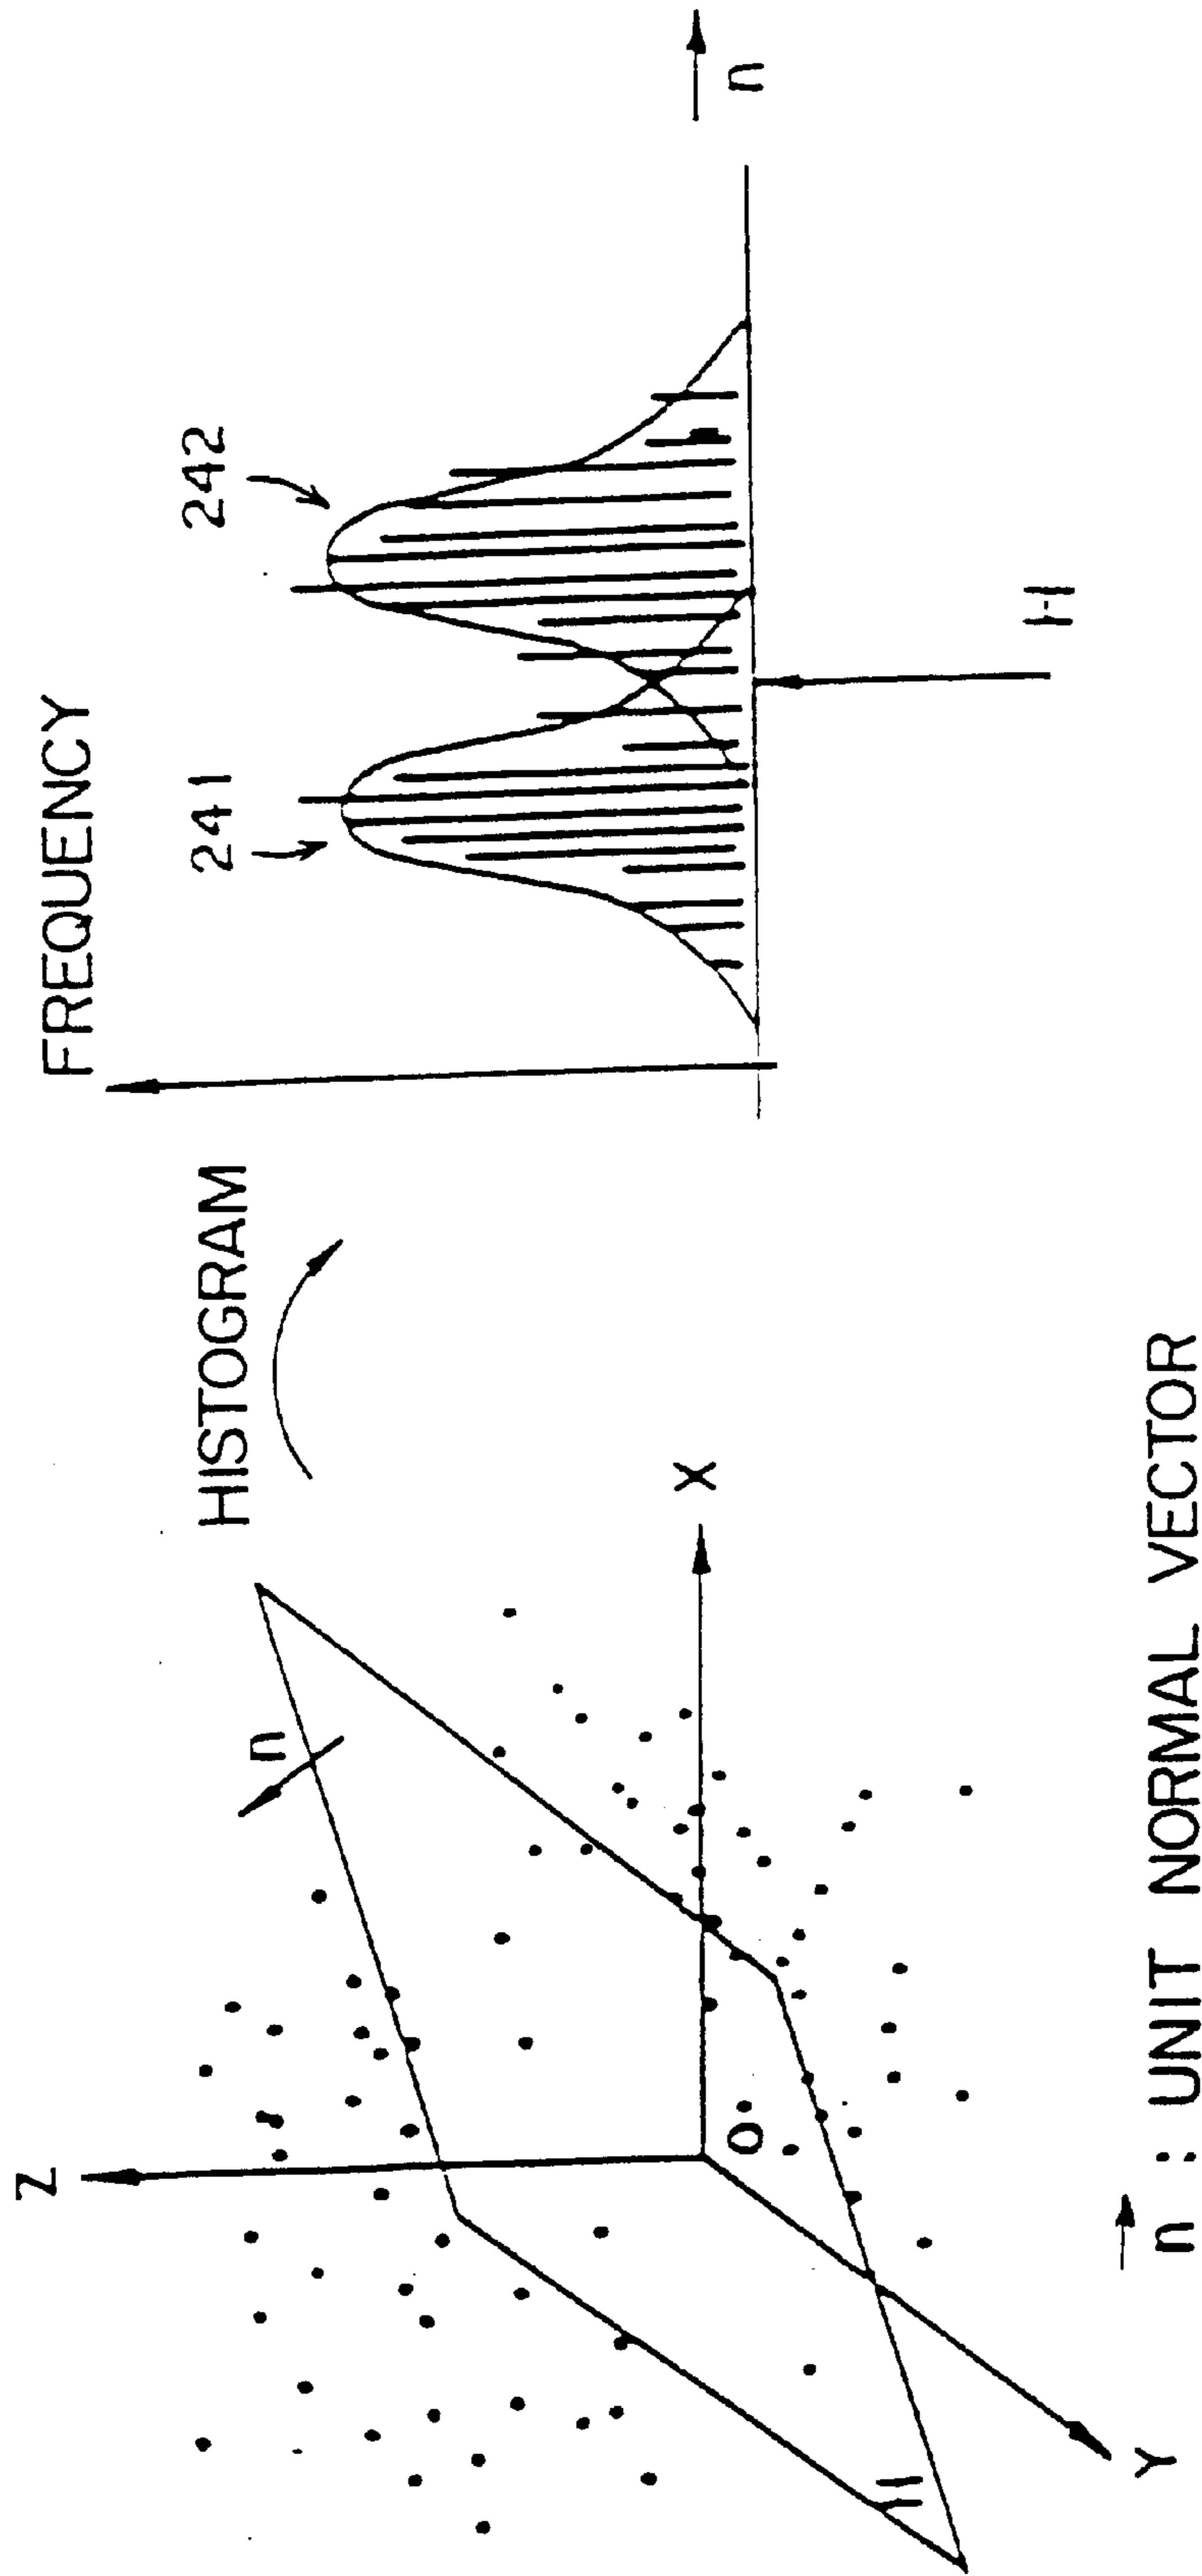 FREQUENCY
HISTOGRAM
241
242
n
H
Z
n
X
O
Y
H
n : UNIT NORMAL VECTOR